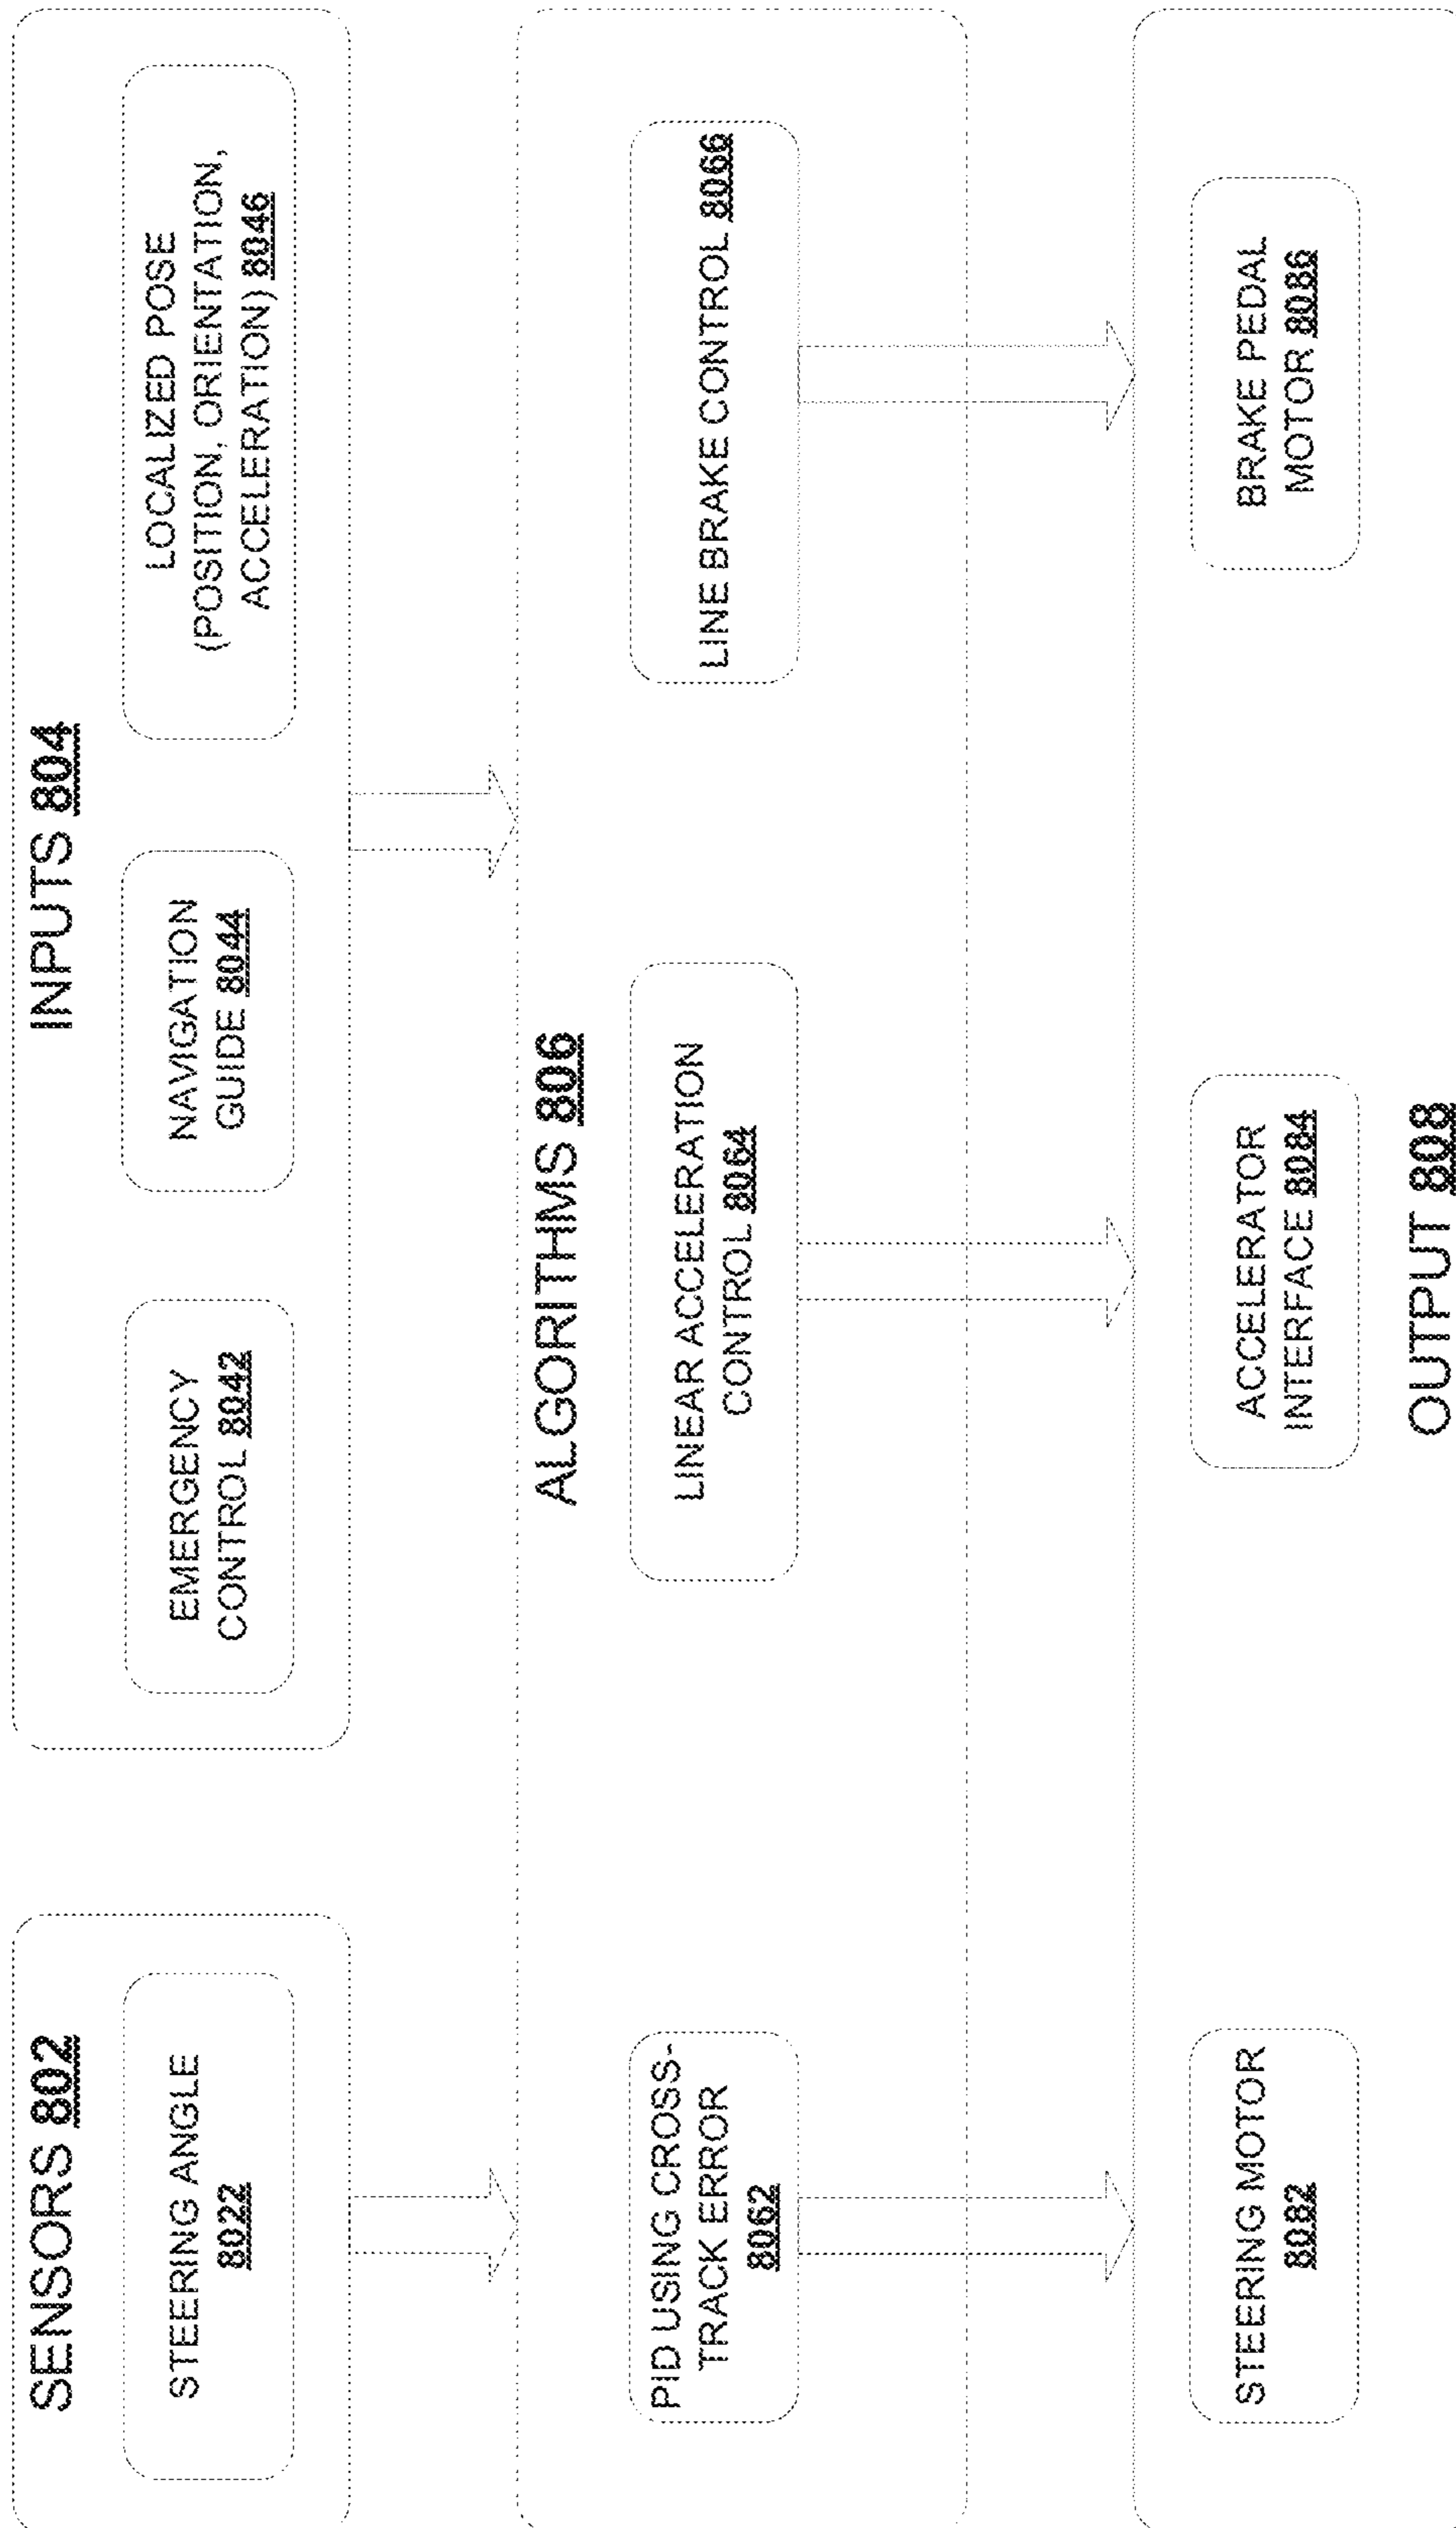 SENSORS 802
STEERING ANGLE
8022
INPUTS 804
EMERGENCY
CONTROL 8042
NAVIGATION
GUIDE 8044
LOCALIZED POSE
(POSITION, ORIENTATION,
ACCELERATION) 8046
ALGORITHMS 806
PID USING CROSS-
TRACK ERROR
8062
LINEAR ACCELERATION
CONTROL 8064
LINE BRAKE CONTROL 8066
STEERING MOTOR
8082
ACCELERATOR
INTERFACE 8084
BRAKE PEDAL
MOTOR 8086
OUTPUT 808